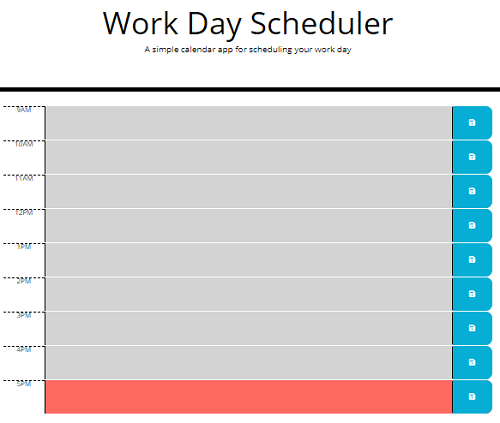 Work Day Scheduler
A simple calendar app for scheduling your work day
9AM
10AM
11AM
12PM
1PM
2PM
3PM
4PM
5PM